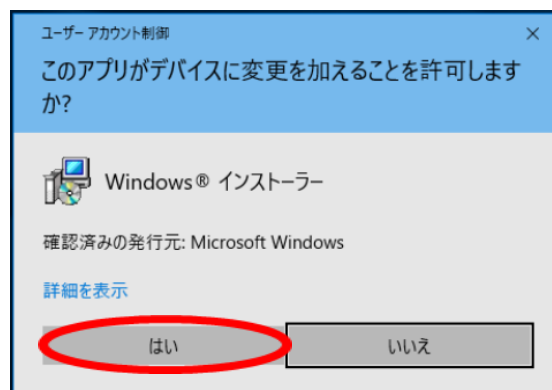 ユーザー アカウント制御
このアプリがデバイスに変更を加えることを許可します
か?
Windows® インストーラー
確認済みの発行元: Microsoft Windows
詳細を表示
はい
いいえ